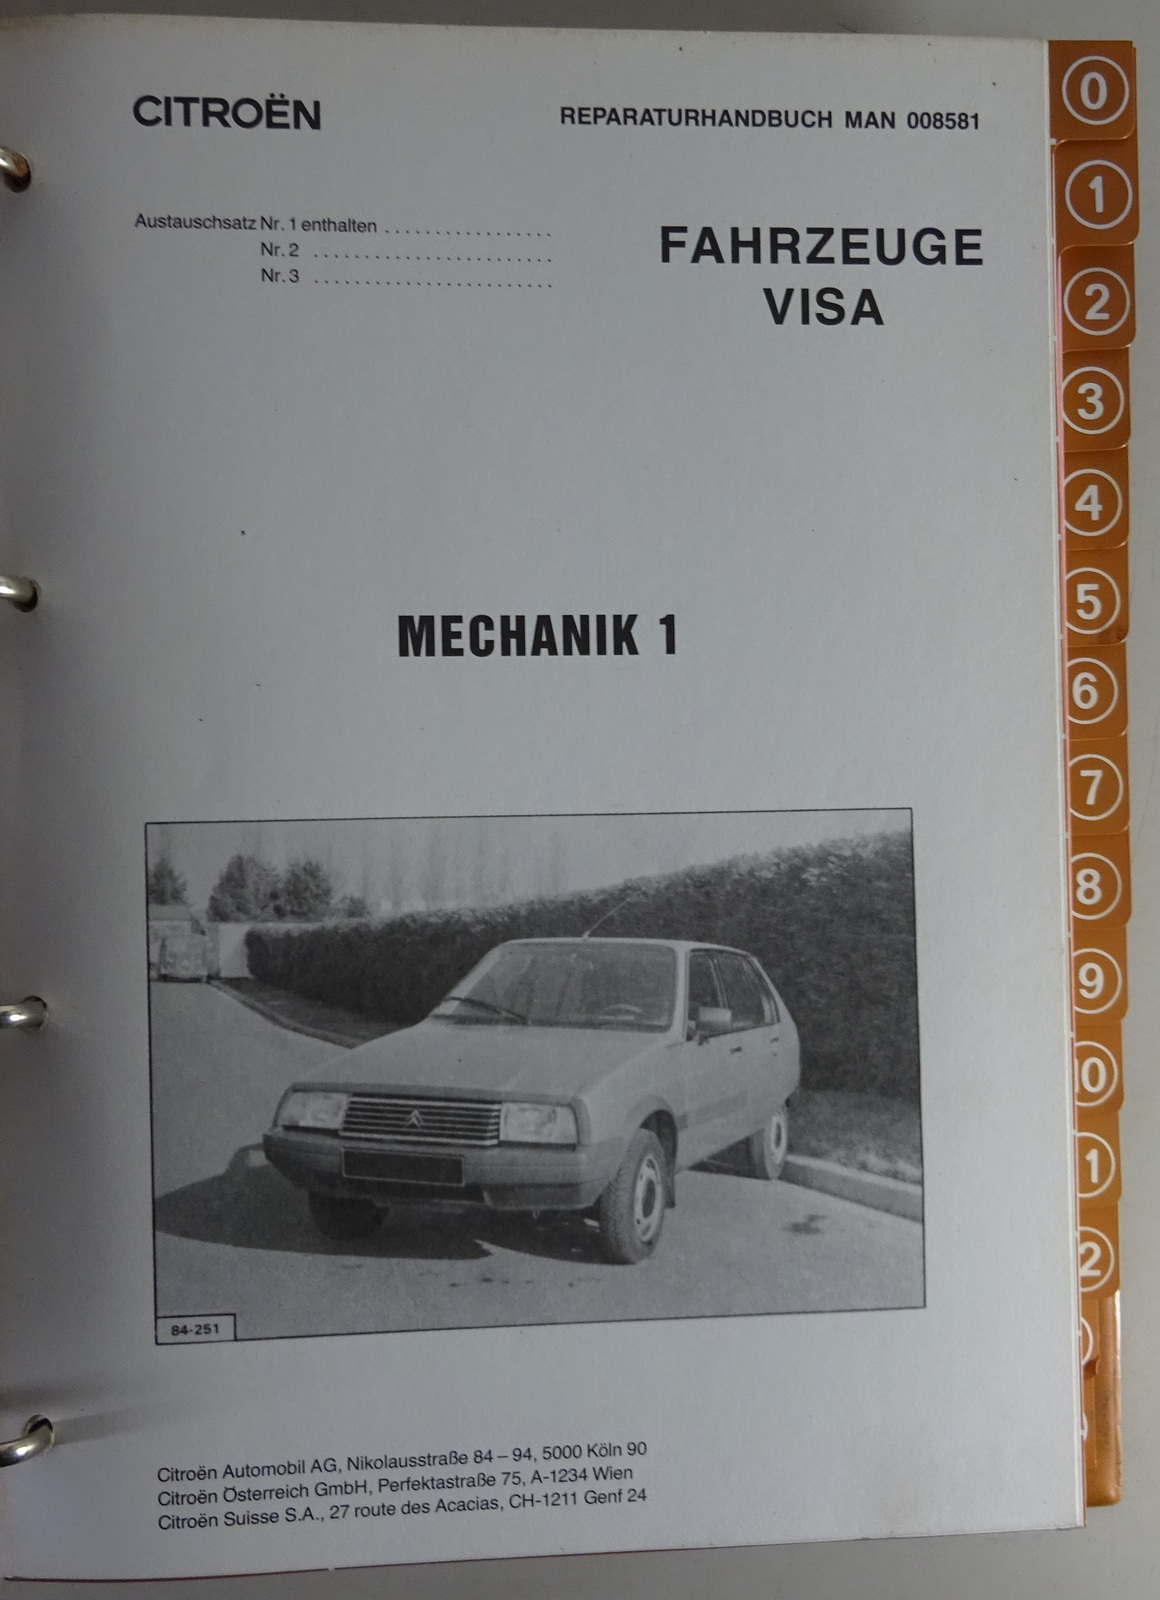 CITROËN
REPARATURHANDBUCH MAN 008581
Austauschsatz Nr. 1 enthalten ................
Nr. 2 .......................
Nr. 3 .......................
FAHRZEUGE
VISA
MECHANIK 1
84-251
Citroën Automobil AG, Nikolausstraße 84 – 94, 5000 Köln 90
Citroën Österreich GmbH, Perfektastraße 75, A-1234 Wien
Citroën Suisse S.A., 27 route des Acacias, CH-1211 Genf 24
0
1
2
3
4
5
6
7
8
9
10
1
2